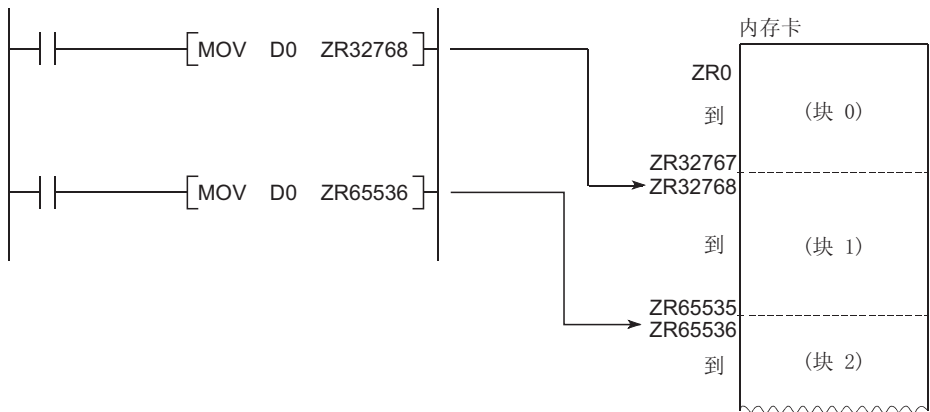 内存卡
MOV D0 ZR32768
ZR0
到
(块 0)
ZR32767
ZR32768
MOV D0 ZR65536
到
(块 1)
ZR65535
ZR65536
到
(块 2)